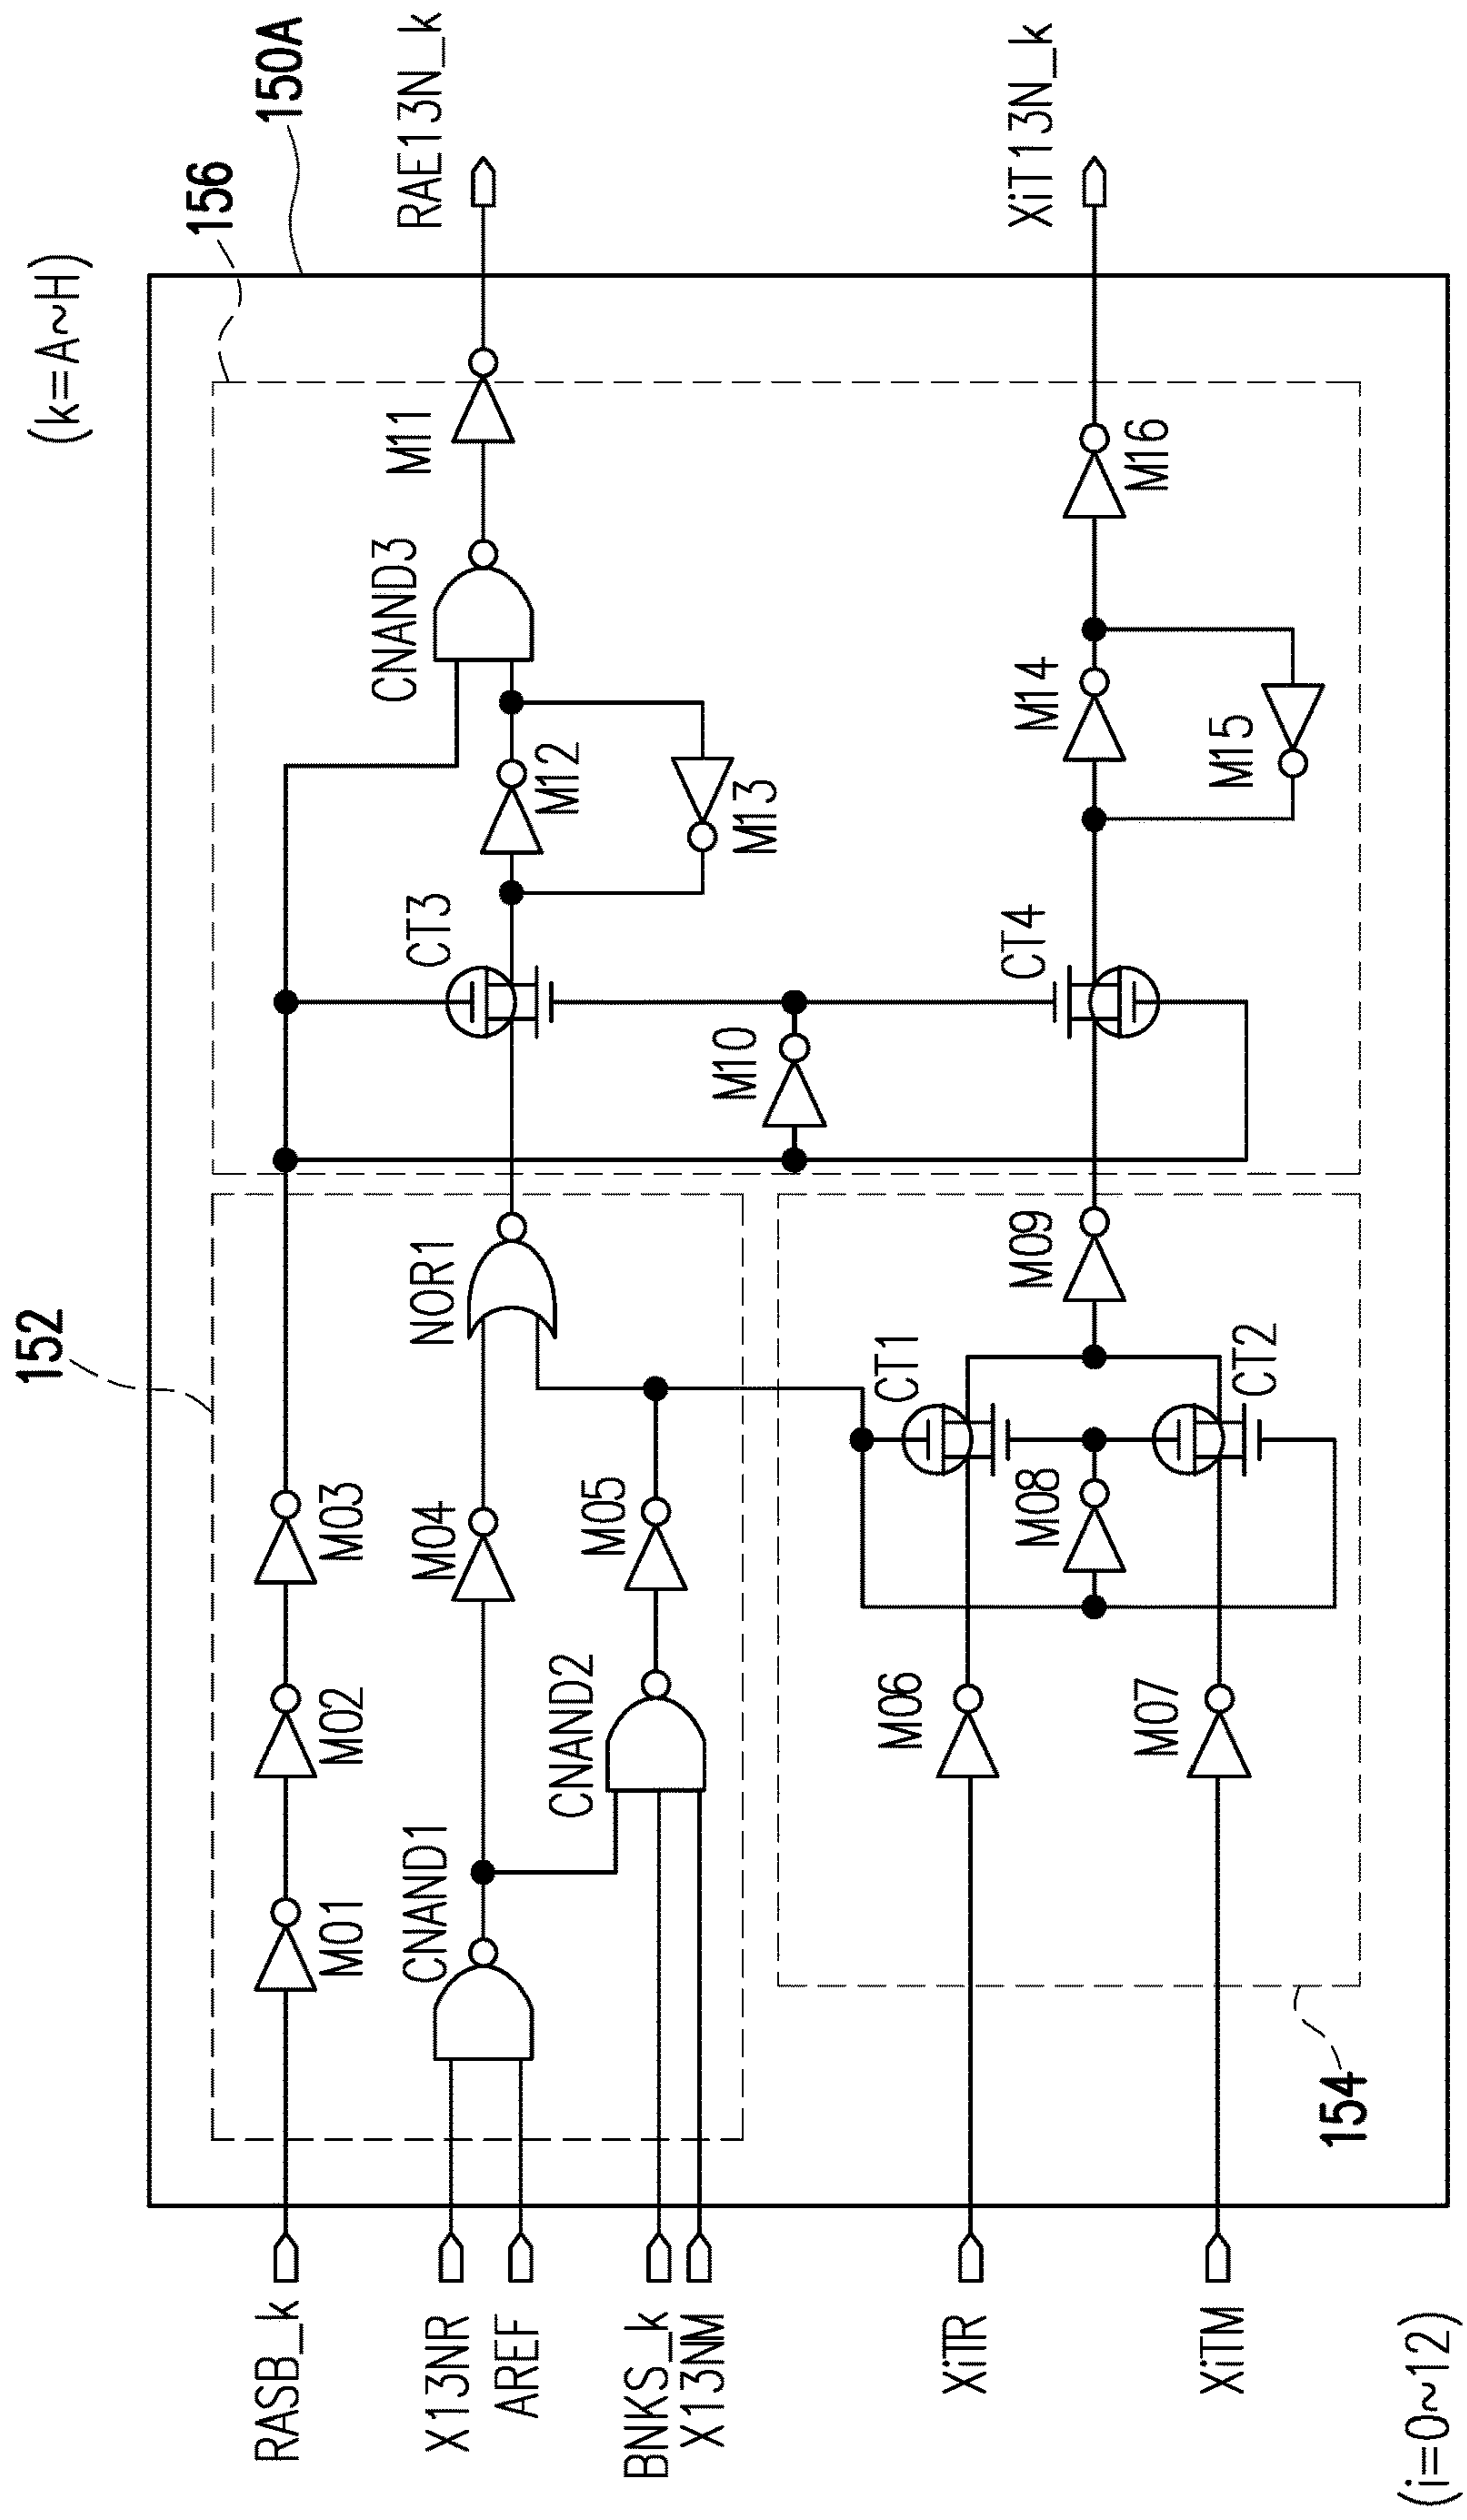 (k=A~H)
150A
156
RAE13N_k
M11
CNAND3
M12
M13
CT3
M10
XiT13N_k
M16
M14
M15
CT4
152
RASB_k
M01
M02
M03
X13NR
AREF
CNAND1
M04
NOR1
BNKS_k
X13NM
CNAND2
M05
XiTR
M06
CT1
M08
M09
XiTM
M07
CT2
154
(i=0~12)